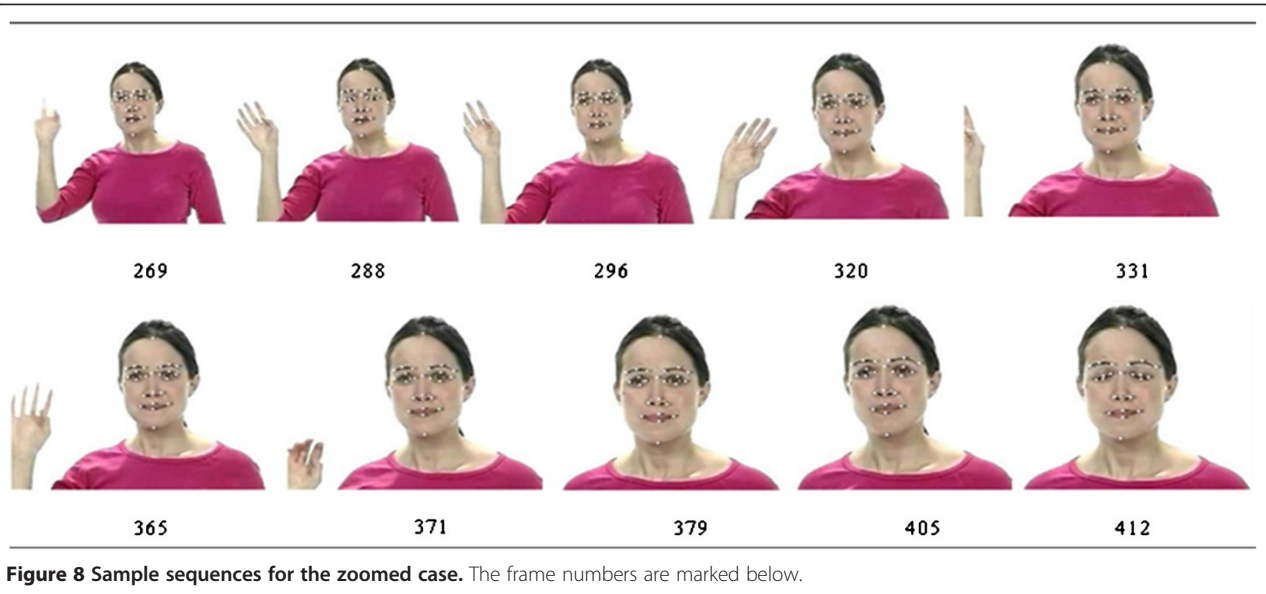 269 288 296 320 331
365 371 379 405 412
Figure 8 Sample sequences for the zoomed case. The frame numbers are marked below.